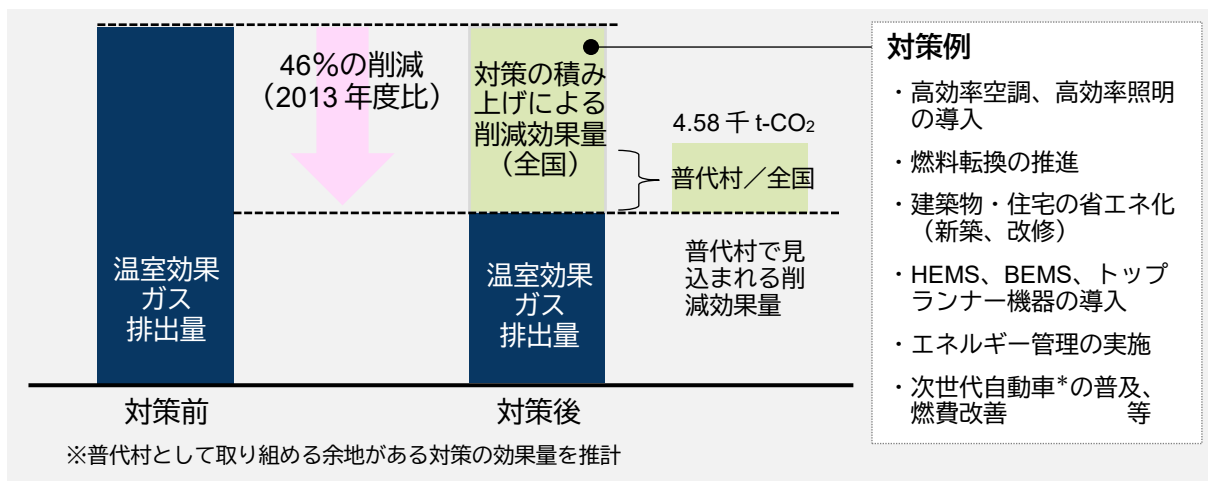 46%の削減
（2013 年度比）
対策の積み
上げによる
削減効果量
（全国）
4.58 千 t-CO₂
普代村／全国
温室効果
ガス
排出量
温室効果
ガス
排出量
普代村で見
込まれる削
減効果量
対策前
対策後
※普代村として取り組める余地がある対策の効果量を推計
対策例
・高効率空調、高効率照明
の導入
・燃料転換の推進
・建築物・住宅の省エネ化
（新築、改修）
・HEMS、BEMS、トップ
ランナー機器の導入
・エネルギー管理の実施
・次世代自動車*の普及、
燃費改善　　　　等